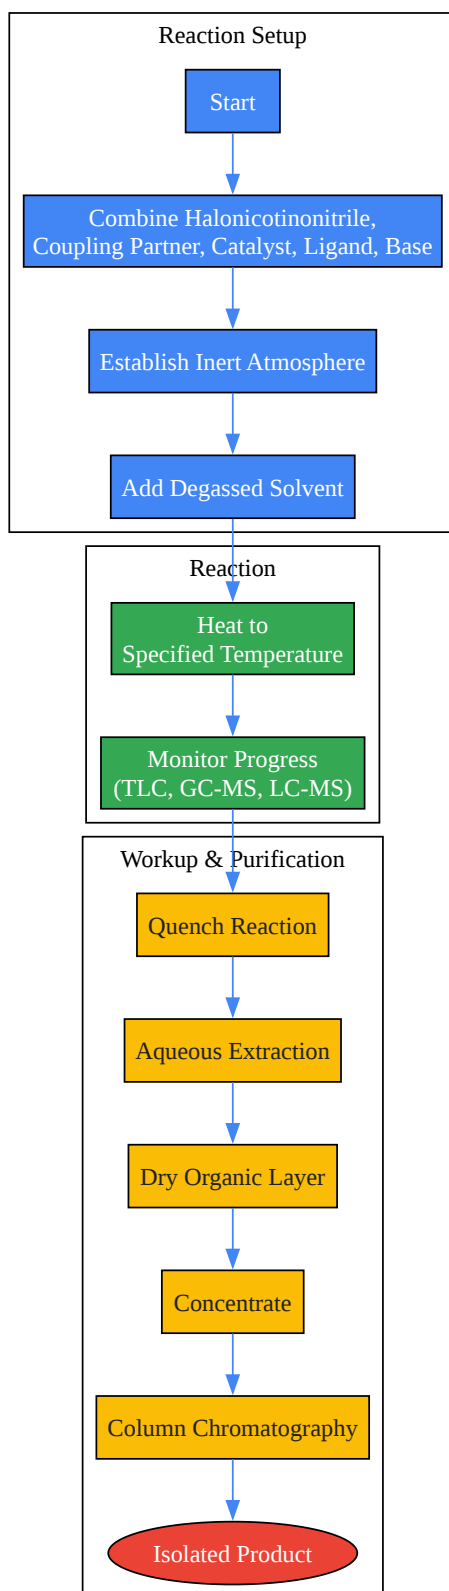 Reaction Setup
Start
Combine Halonicotinonitrile,
Coupling Partner, Catalyst, Ligand, Base
Establish Inert Atmosphere
Add Degassed Solvent
Reaction
Heat to
Specified Temperature
Monitor Progress
(TLC, GC-MS, LC-MS)
Workup & Purification
Quench Reaction
Aqueous Extraction
Dry Organic Layer
Concentrate
Column Chromatography
Isolated Product